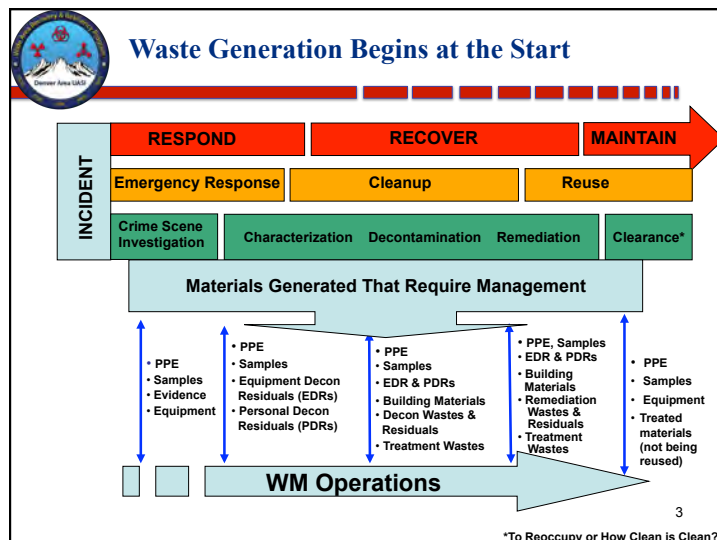 Waste Generation Begins at the Start
Denver Area UASI
INCIDENT
RESPOND
RECOVER
MAINTAIN
Emergency Response
Cleanup
Reuse
Crime Scene
Investigation
Characterization Decontamination Remediation
Clearance*
Materials Generated That Require Management
• PPE
• Samples
• Evidence
• Equipment
• PPE
• Samples
• Equipment Decon
Residuals (EDRs)
• Personal Decon
Residuals (PDRs)
• PPE
• Samples
• EDR & PDRs
• Building Materials
• Decon Wastes &
Residuals
• Treatment Wastes
• PPE, Samples
• EDR & PDRs
• Building
Materials
• Remediation
Wastes &
Residuals
• Treatment
Wastes
• PPE
• Samples
• Equipment
• Treated
materials
(not being
reused)
WM Operations
3
*To Reoccupy or How Clean is Clean?